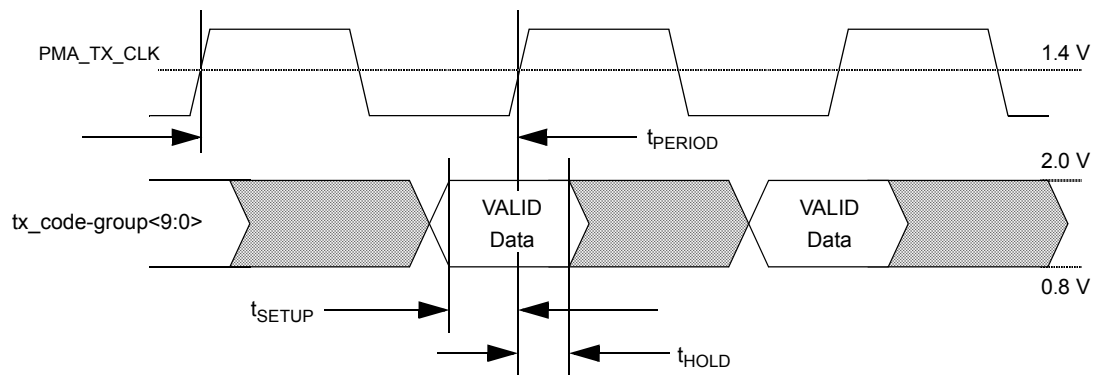 PMA_TX_CLK
1.4 V
tPERIOD
2.0 V
tx_code-group<9:0>
VALID
Data
VALID
Data
0.8 V
tSETUP
tHOLD